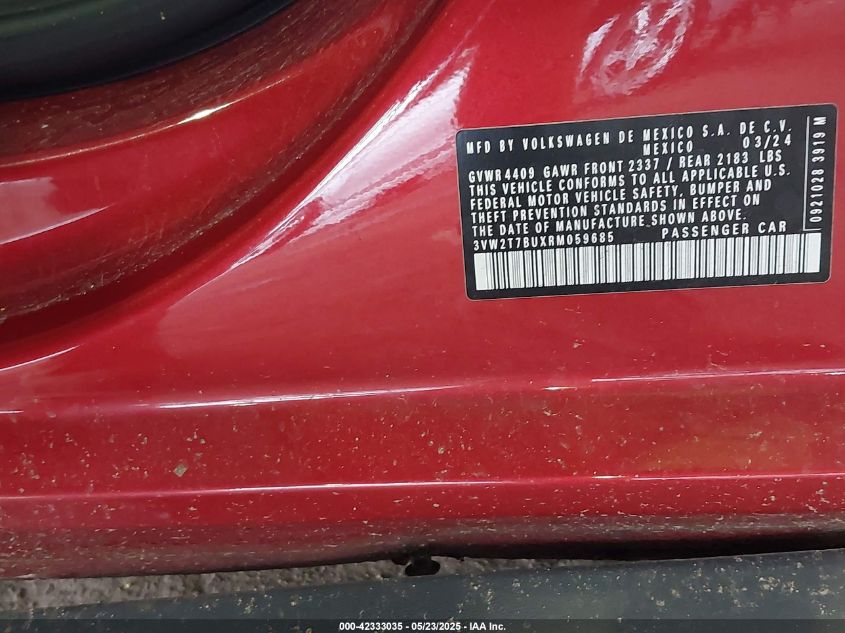 MFD BY VOLKSWAGEN DE MEXICO S.A. DE C.V.
MEXICO 03/24
GVWR 4409 GAWR FRONT 2337 / REAR 2183 LBS
THIS VEHICLE CONFORMS TO ALL APPLICABLE U.S.
FEDERAL MOTOR VEHICLE SAFETY, BUMPER AND
THEFT PREVENTION STANDARDS IN EFFECT ON
THE DATE OF MANUFACTURE SHOWN ABOVE.
3VW2T7BUXRM059685 PASSENGER CAR
0921028 3919 M
000-42333035 - 05/23/2025 - IAA Inc.